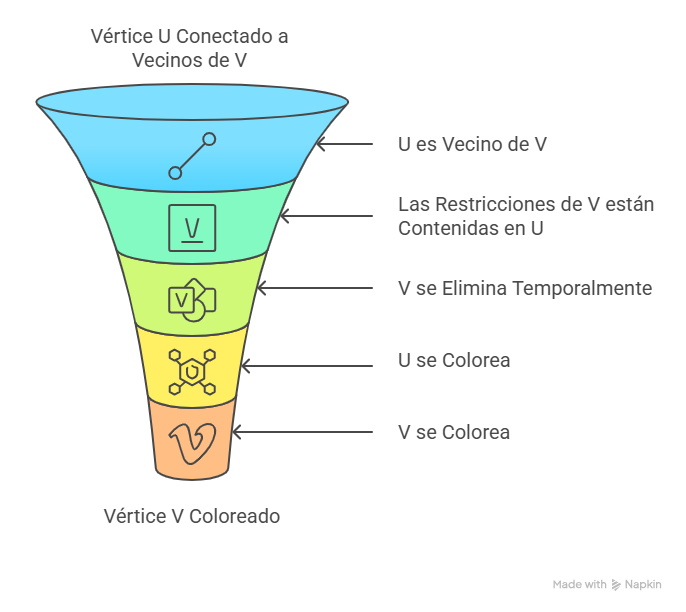 Vértice U Conectado a
Vecinos de V
U es Vecino de V
Las Restricciones de V están
Contenidas en U
V
V se Elimina Temporalmente
V
U se Colorea
U
V se Colorea
Vértice V Coloreado
Made with Napkin